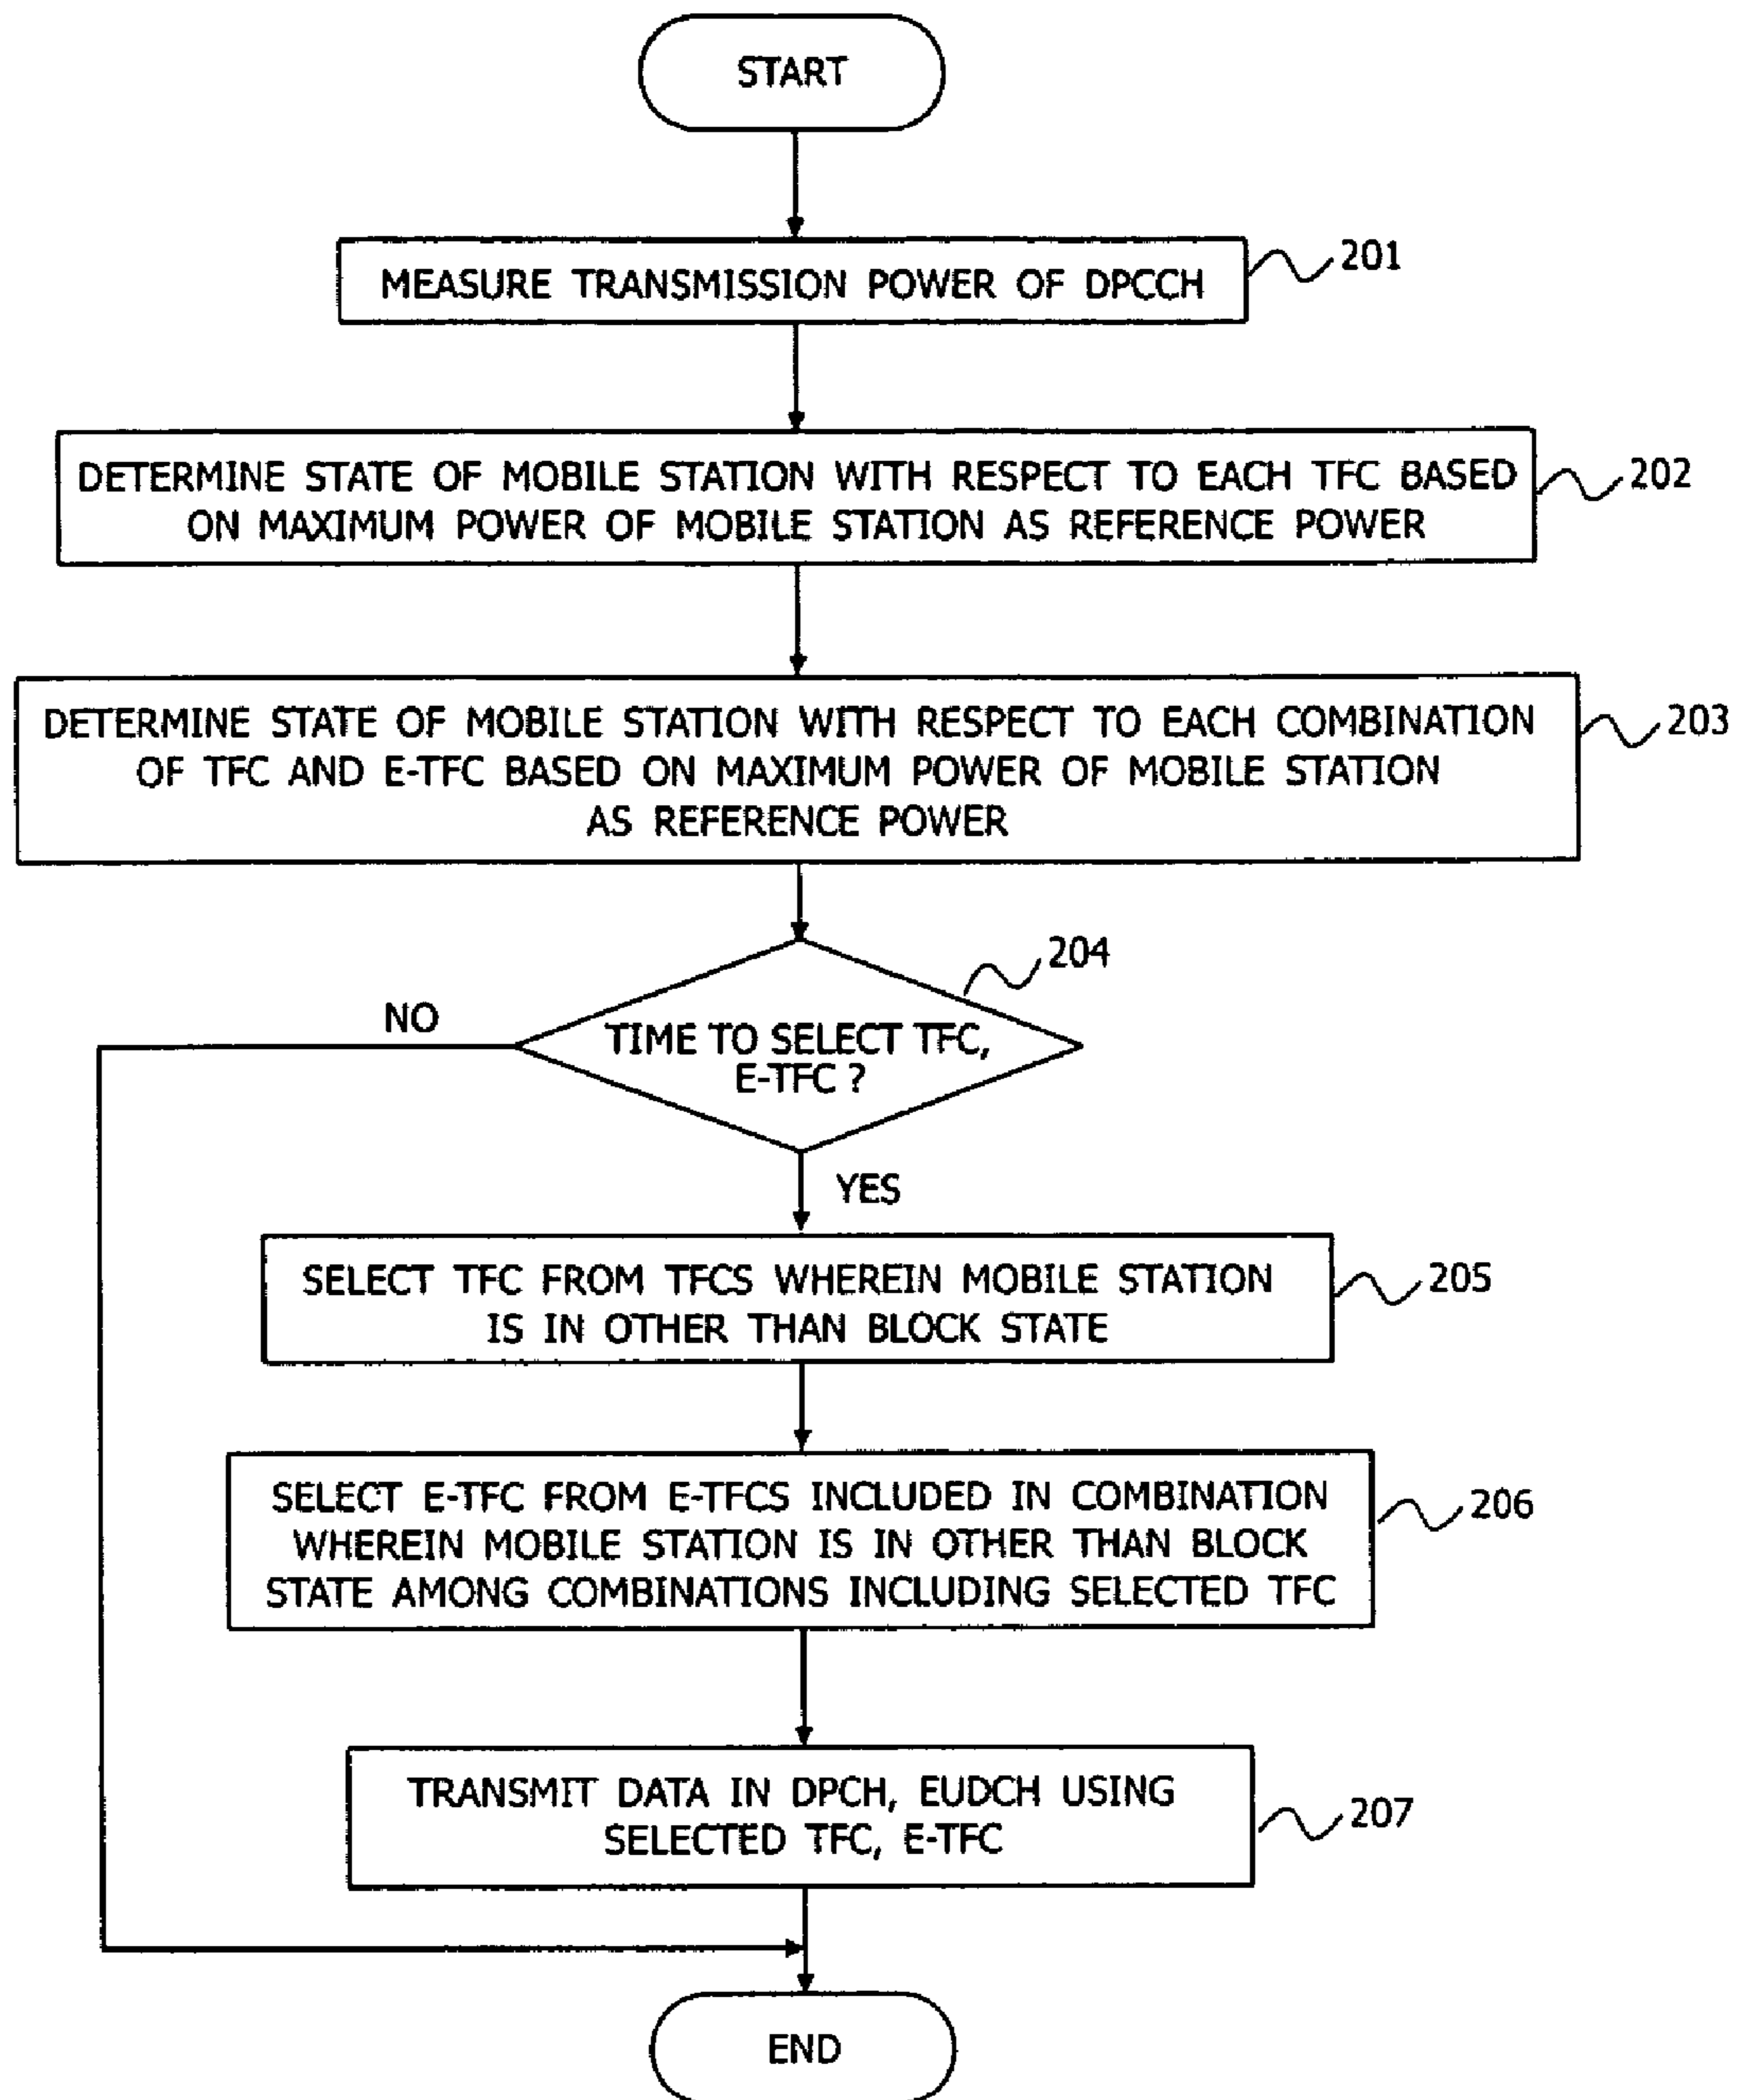 START
MEASURE TRANSMISSION POWER OF DPCCH
201
DETERMINE STATE OF MOBILE STATION WITH RESPECT TO EACH TFC BASED
ON MAXIMUM POWER OF MOBILE STATION AS REFERENCE POWER
202
DETERMINE STATE OF MOBILE STATION WITH RESPECT TO EACH COMBINATION
OF TFC AND E-TFC BASED ON MAXIMUM POWER OF MOBILE STATION
AS REFERENCE POWER
203
204
NO
TIME TO SELECT TFC,
E-TFC ?
YES
SELECT TFC FROM TFCS WHEREIN MOBILE STATION
IS IN OTHER THAN BLOCK STATE
205
SELECT E-TFC FROM E-TFCS INCLUDED IN COMBINATION
WHEREIN MOBILE STATION IS IN OTHER THAN BLOCK
STATE AMONG COMBINATIONS INCLUDING SELECTED TFC
206
TRANSMIT DATA IN DPCH, EUDCH USING
SELECTED TFC, E-TFC
207
END